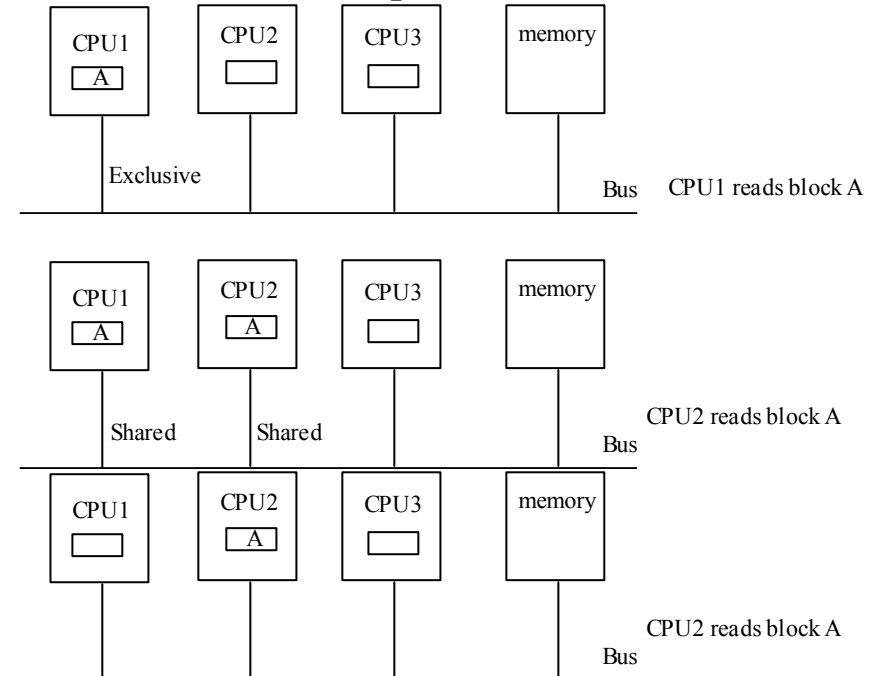 CPU1 CPU2 CPU3 memory
A
Exclusive
Bus CPU1 reads block A
CPU1 CPU2 CPU3 memory
A A
Shared Shared
Bus CPU2 reads block A
CPU1 CPU2 CPU3 memory
A
Bus CPU2 reads block A